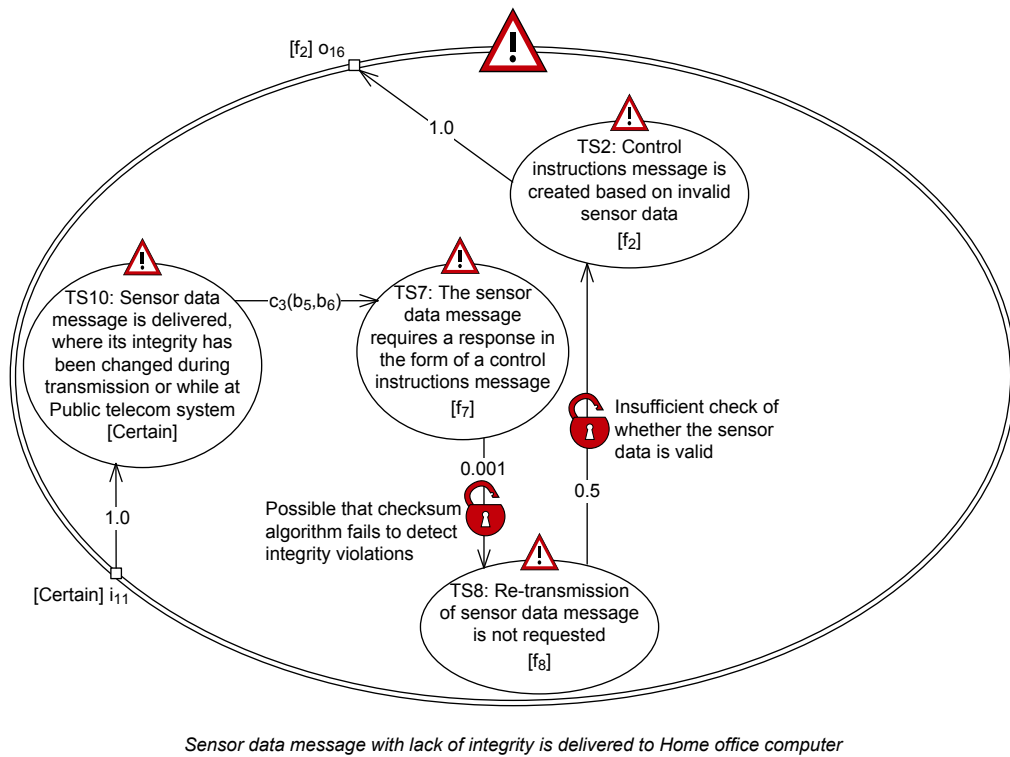 [f₂] o₁₆
1.0
TS2: Control
instructions message is
created based on invalid
sensor data
[f₂]
TS10: Sensor data
message is delivered,
where its integrity has
been changed during
transmission or while at
Public telecom system
[Certain]
c₃(b₅,b₆)
TS7: The sensor
data message
requires a response in
the form of a control
instructions message
[f₇]
Insufficient check of
whether the sensor
data is valid
0.001
0.5
Possible that checksum
algorithm fails to detect
integrity violations
1.0
[Certain] i₁₁
TS8: Re-transmission
of sensor data message
is not requested
[f₈]
Sensor data message with lack of integrity is delivered to Home office computer